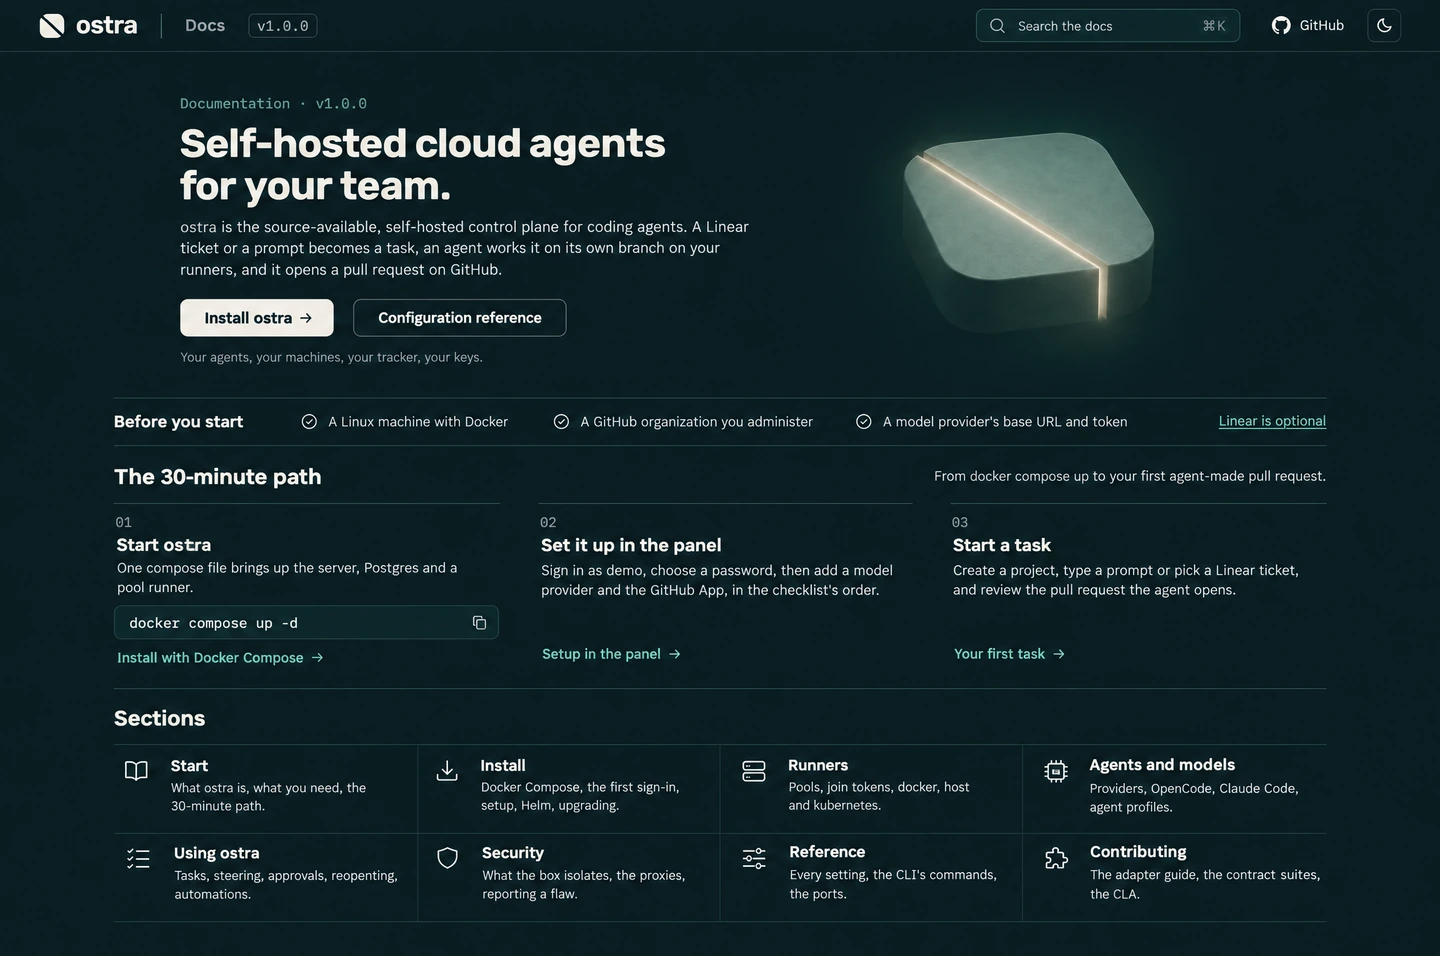 ostra
Docs
v1.0.0
Search the docs
⌘K
GitHub
Documentation · v1.0.0
Self-hosted cloud agents
for your team.
ostra is the source-available, self-hosted control plane for coding agents. A Linear
ticket or a prompt becomes a task, an agent works it on its own branch on your
runners, and it opens a pull request on GitHub.
Install ostra →
Configuration reference
Your agents, your machines, your tracker, your keys.
Before you start
A Linux machine with Docker
A GitHub organization you administer
A model provider's base URL and token
Linear is optional
The 30-minute path
From docker compose up to your first agent-made pull request.
01
Start ostra
One compose file brings up the server, Postgres and a
pool runner.
docker compose up -d
Install with Docker Compose →
02
Set it up in the panel
Sign in as demo, choose a password, then add a model
provider and the GitHub App, in the checklist's order.
Setup in the panel →
03
Start a task
Create a project, type a prompt or pick a Linear ticket,
and review the pull request the agent opens.
Your first task →
Sections
Start
What ostra is, what you need, the
30-minute path.
Install
Docker Compose, the first sign-in,
setup, Helm, upgrading.
Runners
Pools, join tokens, docker, host
and kubernetes.
Agents and models
Providers, OpenCode, Claude Code,
agent profiles.
Using ostra
Tasks, steering, approvals, reopenting,
automations.
Security
What the box isolates, the proxies,
reporting a flaw.
Reference
Every setting, the CLI's commands,
the ports.
Contributing
The adapter guide, the contract suites,
the CLA.